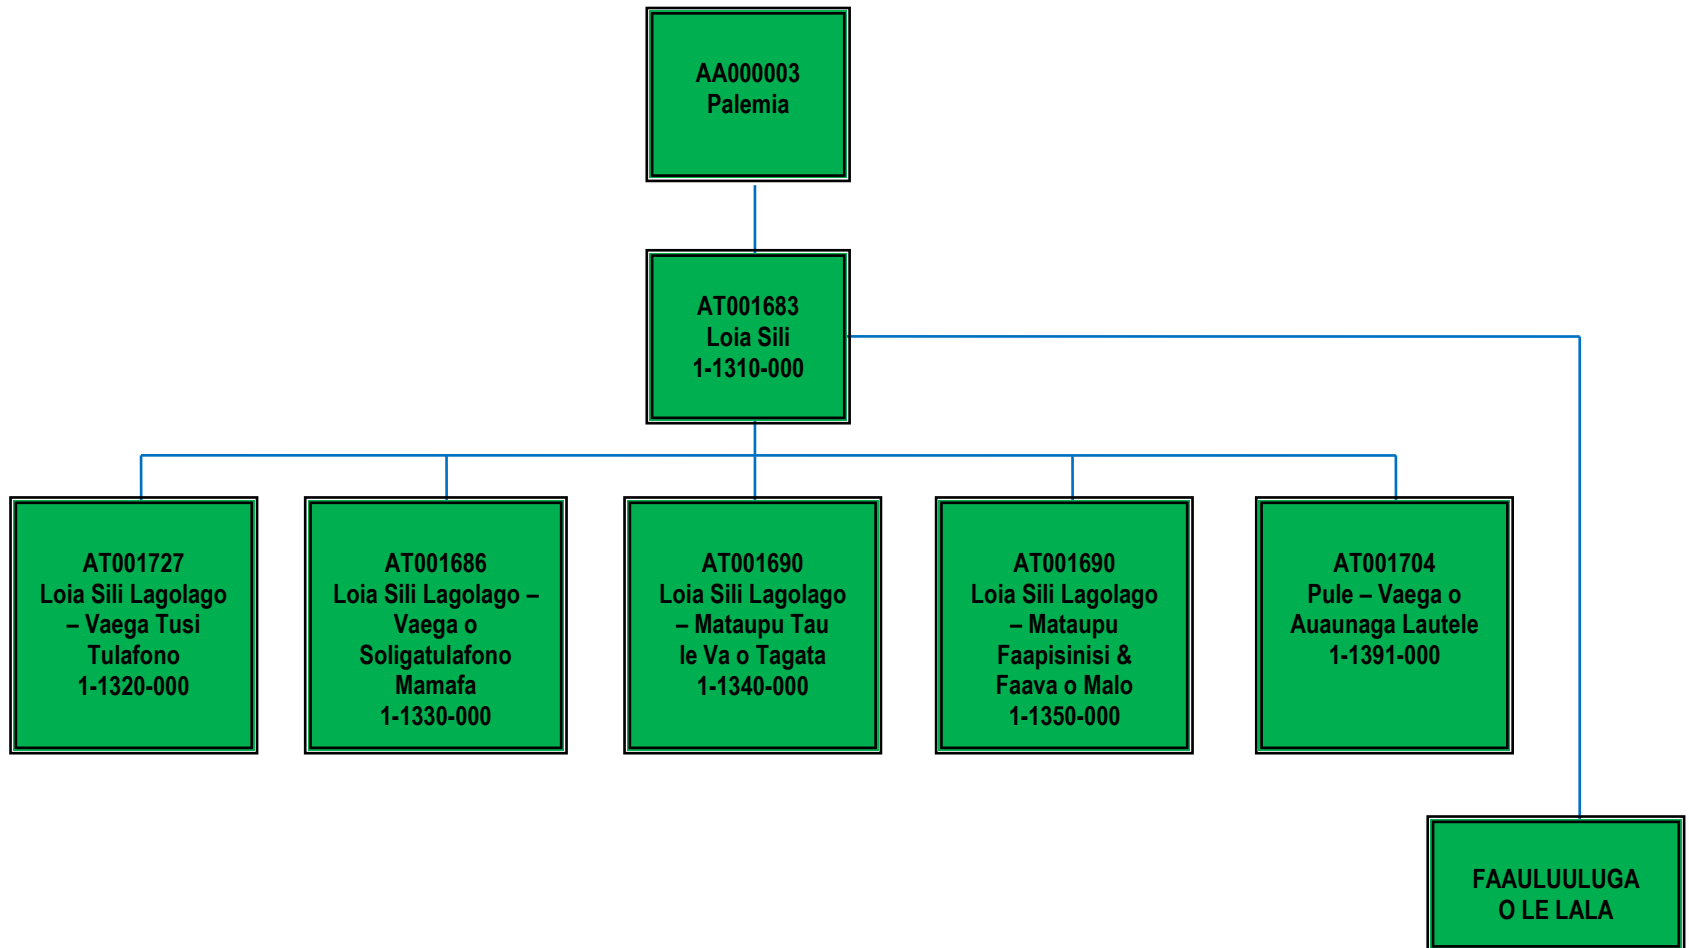 AA000003
Palemia
AT001683
Loia Sili
1-1310-000
AT001727
Loia Sili Lagolago
– Vaega Tusi
Tulafono
1-1320-000
AT001686
Loia Sili Lagolago –
Vaega o
Soligatulafono
Mamafa
1-1330-000
AT001690
Loia Sili Lagolago
– Mataupu Tau
le Va o Tagata
1-1340-000
AT001690
Loia Sili Lagolago
– Mataupu
Faapisinisi &
Faava o Malo
1-1350-000
AT001704
Pule – Vaega o
Auaunaga Lautele
1-1391-000
FAAULUULUGA
O LE LALA